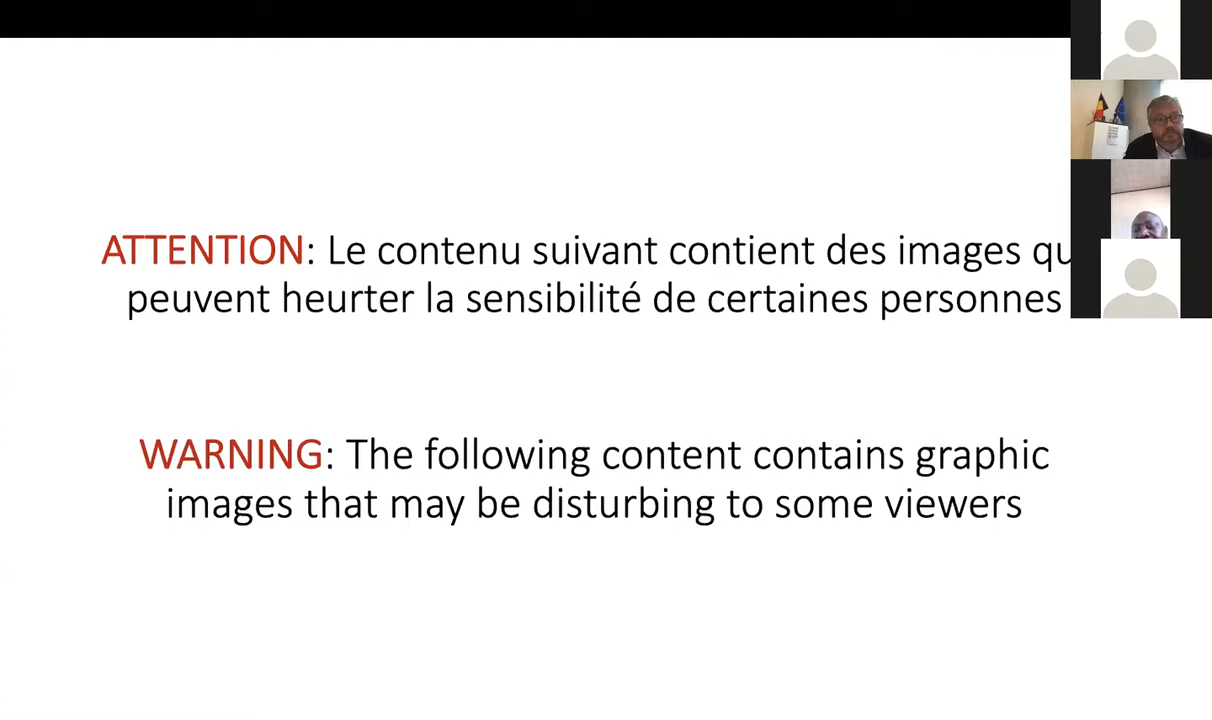 ATTENTION: Le contenu suivant contient des images qu
peuvent heurter la sensibilité de certaines personnes
WARNING: The following content contains graphic
images that may be disturbing to some viewers